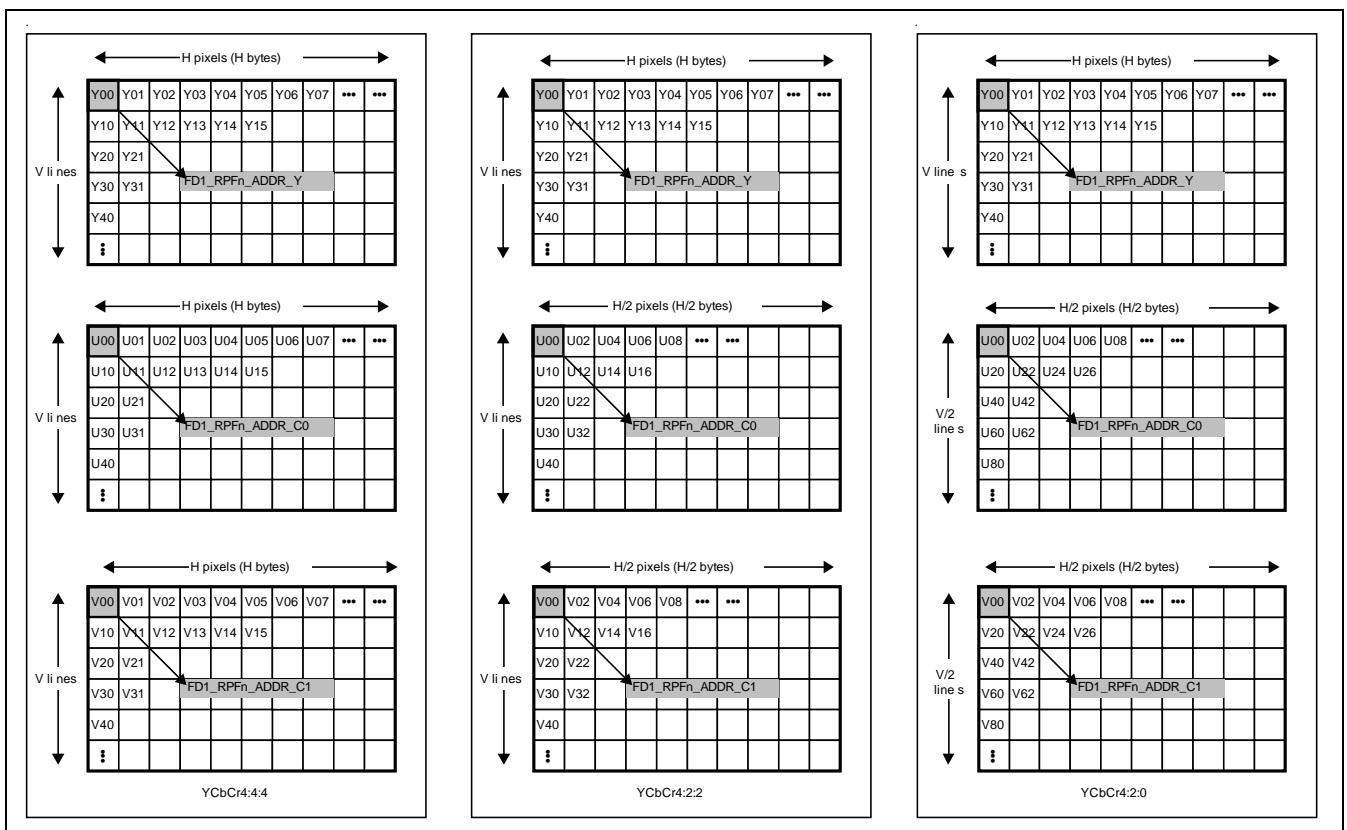 H pixels (H bytes)
V li nes
Y00 Y01 Y02 Y03 Y04 Y05 Y06 Y07 ••• •••
Y10 Y11 Y12 Y13 Y14 Y15
Y20 Y21
Y30 Y31
FD1_RPFn_ADDR_Y
Y40
H pixels (H bytes)
V li nes
U00 U01 U02 U03 U04 U05 U06 U07 ••• •••
U10 U11 U12 U13 U14 U15
U20 U21
U30 U31
FD1_RPFn_ADDR_C0
U40
H pixels (H bytes)
V li nes
V00 V01 V02 V03 V04 V05 V06 V07 ••• •••
V10 V11 V12 V13 V14 V15
V20 V21
V30 V31
FD1_RPFn_ADDR_C1
V40
YCbCr4:4:4
H pixels (H bytes)
V li nes
Y00 Y01 Y02 Y03 Y04 Y05 Y06 Y07 ••• •••
Y10 Y11 Y12 Y13 Y14 Y15
Y20 Y21
Y30 Y31
FD1_RPFn_ADDR_Y
Y40
H/2 pixels (H/2 bytes)
V li nes
U00 U02 U04 U06 U08 ••• •••
U10 U12 U14 U16
U20 U22
U30 U32
FD1_RPFn_ADDR_C0
U40
H/2 pixels (H/2 bytes)
V li nes
V00 V02 V04 V06 V08 ••• •••
V10 V12 V14 V16
V20 V22
V30 V32
FD1_RPFn_ADDR_C1
V40
YCbCr4:2:2
H pixels (H bytes)
V line s
Y00 Y01 Y02 Y03 Y04 Y05 Y06 Y07 ••• •••
Y10 Y11 Y12 Y13 Y14 Y15
Y20 Y21
Y30 Y31
FD1_RPFn_ADDR_Y
Y40
H/2 pixels (H/2 bytes)
V/2
line s
U00 U02 U04 U06 U08 ••• •••
U20 U22 U24 U26
U40 U42
U60 U62
FD1_RPFn_ADDR_C0
U80
H/2 pixels (H/2 bytes)
V/2
line s
V00 V02 V04 V06 V08 ••• •••
V20 V22 V24 V26
V40 V42
V60 V62
FD1_RPFn_ADDR_C1
V80
YCbCr4:2:0